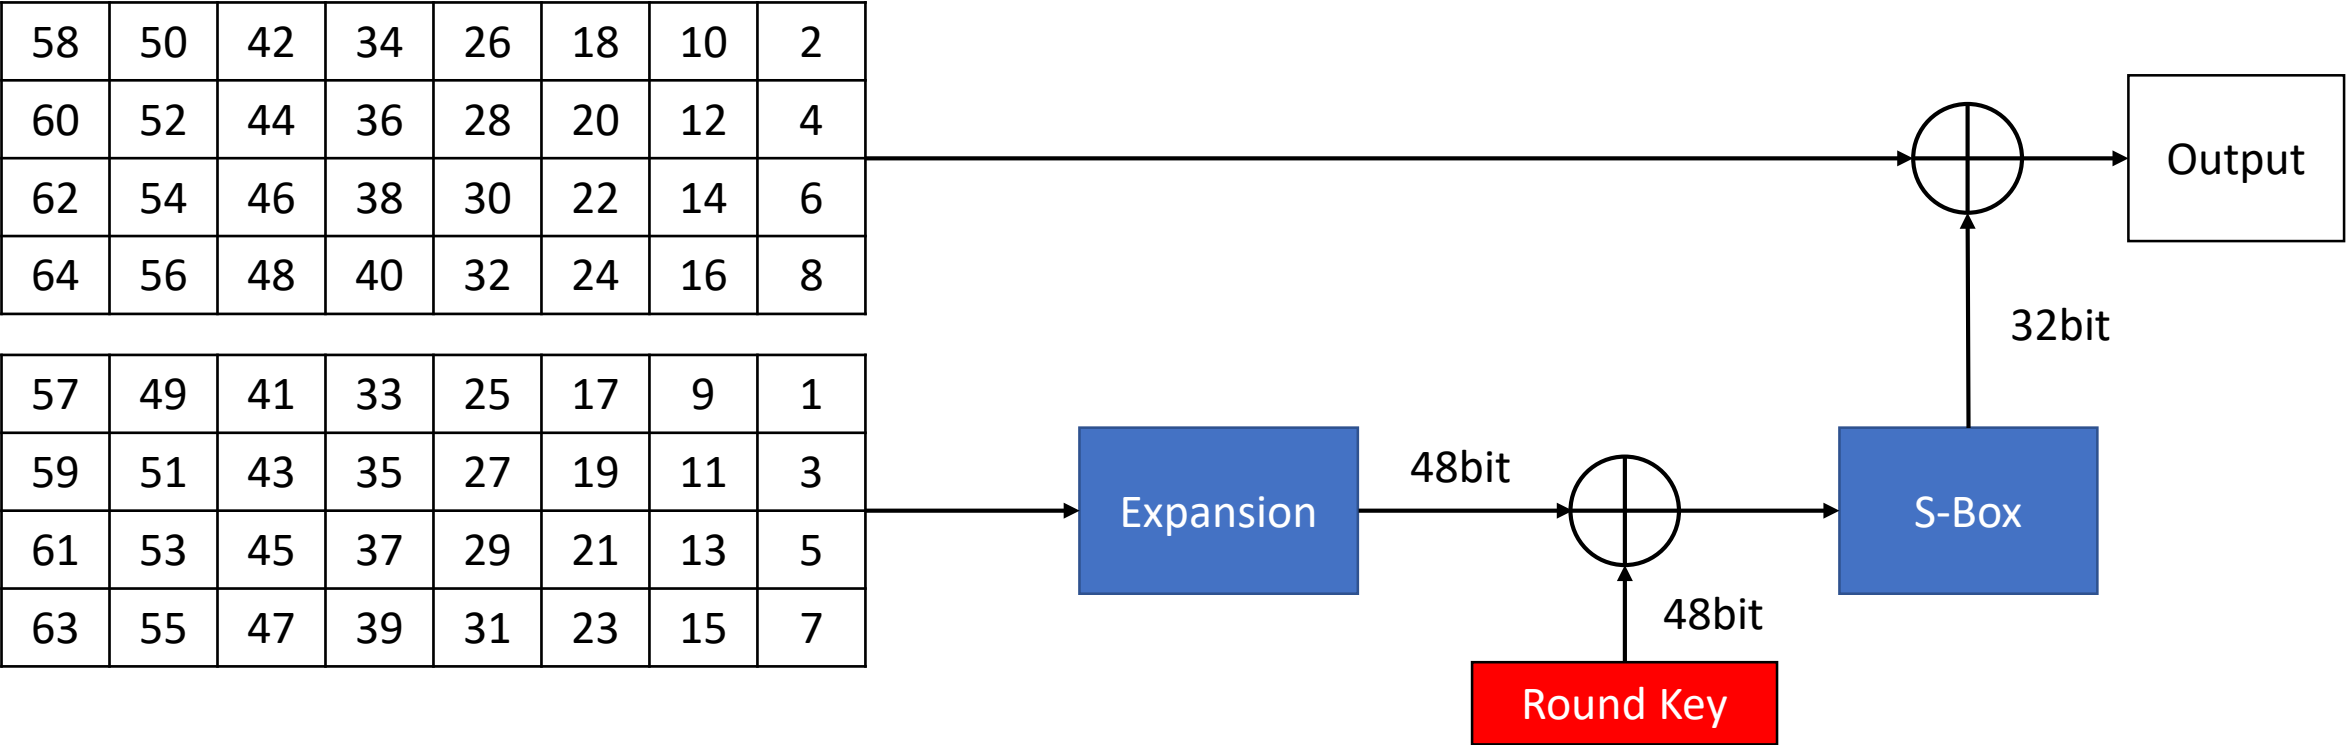 58 50 42 34 26 18 10 2
60 52 44 36 28 20 12 4
62 54 46 38 30 22 14 6
64 56 48 40 32 24 16 8
Output
32bit
57 49 41 33 25 17 9 1
59 51 43 35 27 19 11 3
61 53 45 37 29 21 13 5
63 55 47 39 31 23 15 7
Expansion
48bit
S-Box
48bit
Round Key